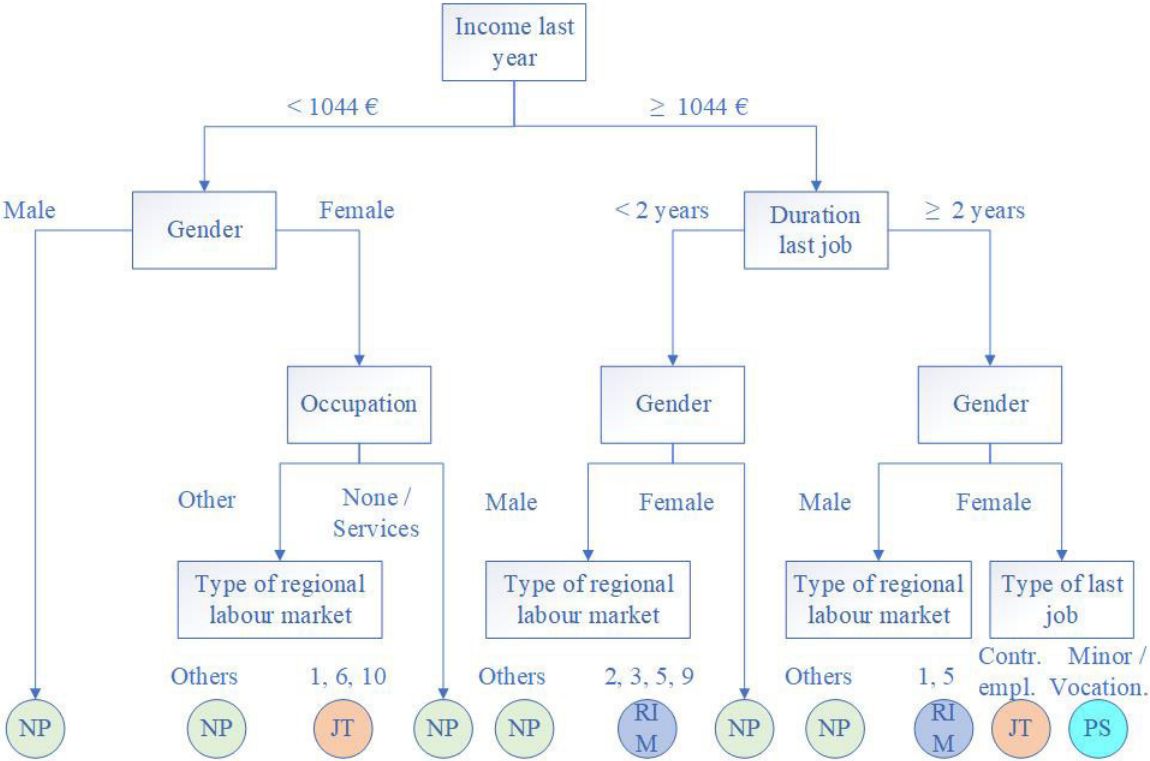 Income last
year
< 1044 €
≥ 1044 €
Male
Gender
Female
< 2 years
Duration
last job
≥ 2 years
Occupation
Gender
Gender
Other
None /
Services
Male
Female
Male
Female
Type of regional
labour market
Type of regional
labour market
Type of regional
labour market
Type of last
job
Others
1, 6, 10
Others
2, 3, 5, 9
Others
1, 5
Contr.
empl.
Minor /
Vocation.
NP
NP
JT
NP
NP
RI
M
NP
NP
RI
M
JT
PS